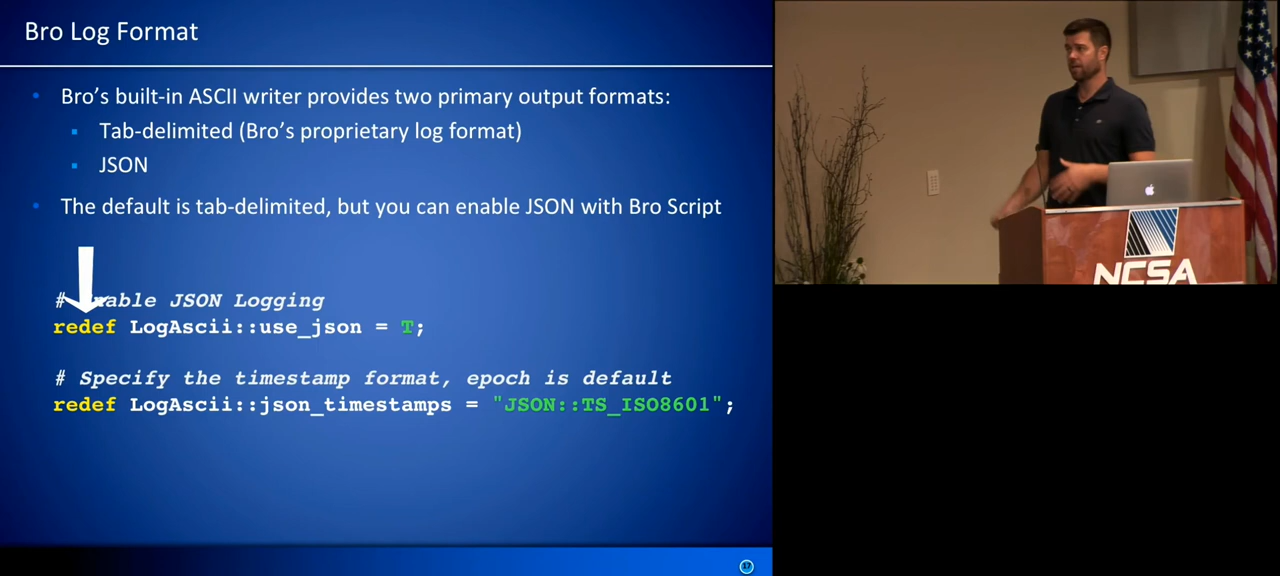 Bro Log Format
• Bro's built-in ASCII writer provides two primary output formats:
▪ Tab-delimited (Bro's proprietary log format)
▪ JSON
• The default is tab-delimited, but you can enable JSON with Bro Script
# JSON Logging
redef LogAscii::use_json = T;
# Specify the timestamp format, epoch is default
redef LogAscii::json_timestamps = "JSON::TS_ISO8601";
17
NCSA